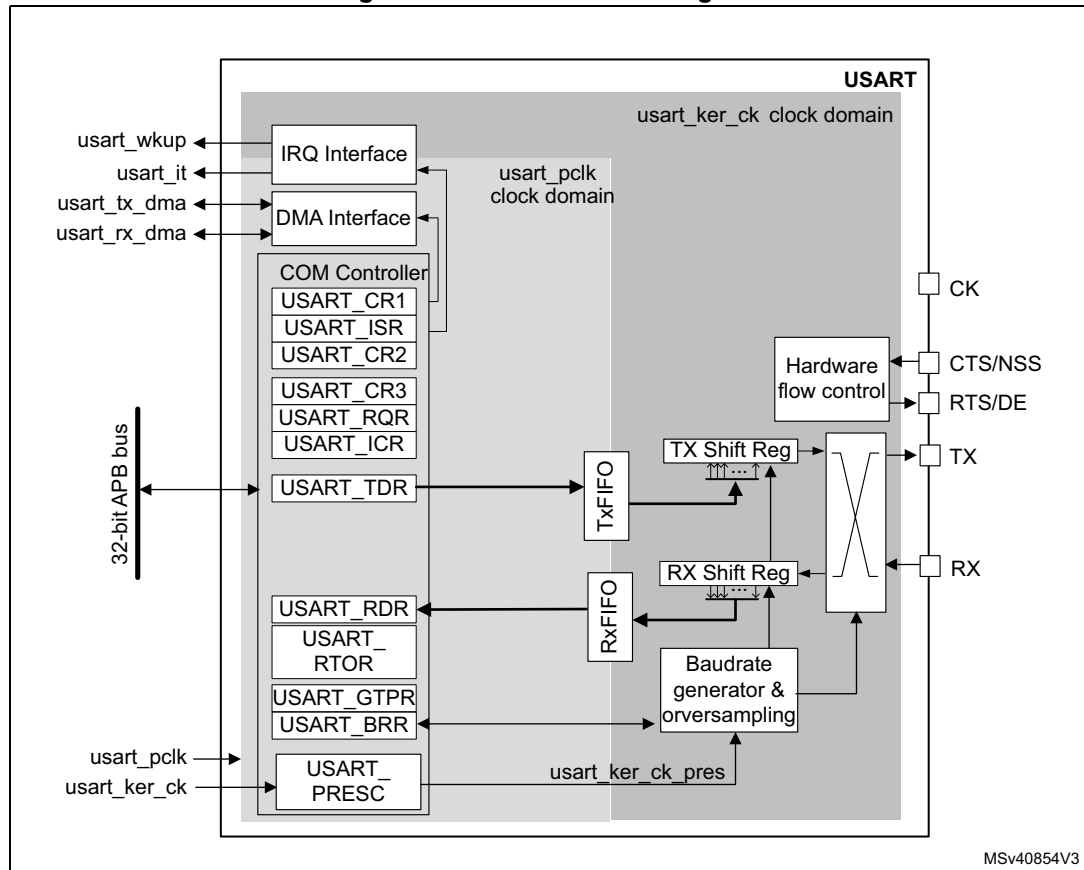 USART
usart_ker_ck clock domain
usart_wkup
usart_it
IRQ Interface
usart_pclk
clock domain
usart_tx_dma
usart_rx_dma
DMA Interface
COM Controller
USART_CR1
USART_ISR
USART_CR2
USART_CR3
USART_RQR
USART_ICR
USART_TDR
32-bit APB bus
TxFIFO
TX Shift Reg
...
CK
Hardware
flow control
CTS/NSS
RTS/DE
TX
RX
RX Shift Reg
...
RxFIFO
USART_RDR
USART_
RTOR
USART_GTPR
USART_BRR
Baudrate
generator &
orversampling
usart_pclk
usart_ker_ck
USART_
PRESC
usart_ker_ck_pres
MSv40854V3